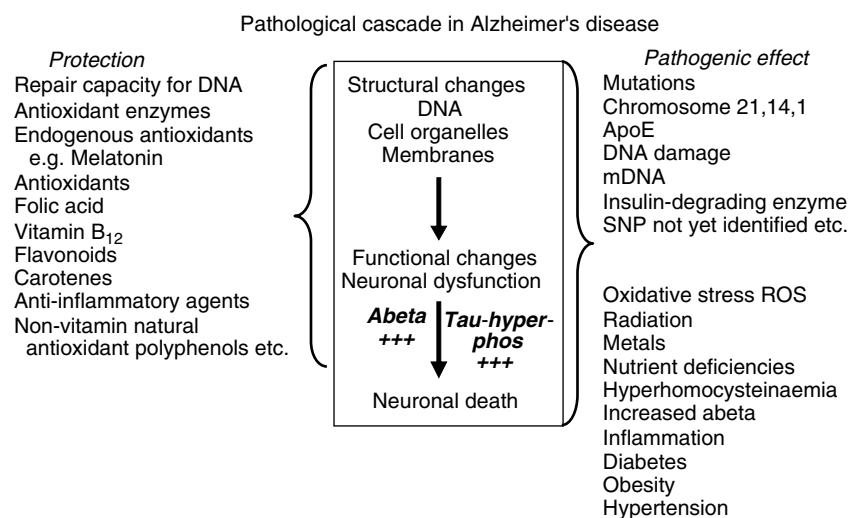 Pathological cascade in Alzheimer's disease
Protection
Repair capacity for DNA
Antioxidant enzymes
Endogenous antioxidants
e.g. Melatonin
Antioxidants
Folic acid
Vitamin B12
Flavonoids
Carotenes
Anti-inflammatory agents
Non-vitamin natural
antioxidant polyphenols etc.
Structural changes
DNA
Cell organelles
Membranes
Functional changes
Neuronal dysfunction
Abeta
+++
Tau-hyper-
phos
+++
Neuronal death
Pathogenic effect
Mutations
Chromosome 21,14,1
ApoE
DNA damage
mDNA
Insulin-degrading enzyme
SNP not yet identified etc.
Oxidative stress ROS
Radiation
Metals
Nutrient deficiencies
Hyperhomocysteinaemia
Increased abeta
Inflammation
Diabetes
Obesity
Hypertension